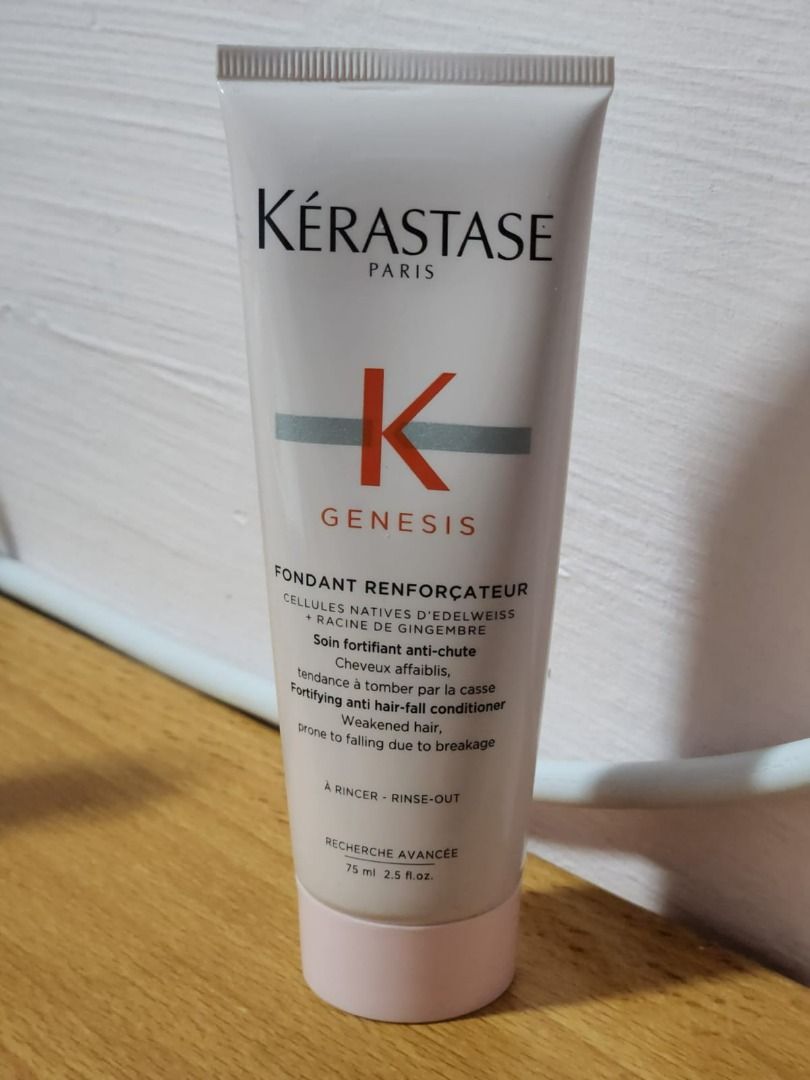 KÉRASTASE
PARIS
K
GENESIS
FONDANT RENFORÇATEUR
CELLULES NATIVES D'EDELWEISS
+ RACINE DE GINGEMBRE
Soin fortifiant anti-chute
Cheveux affaiblis,
tendance à tomber par la casse
Fortifying anti hair-fall conditioner
Weakened hair,
prone to falling due to breakage
À RINCER - RINSE-OUT
RECHERCHE AVANCÉE
75 ml 2.5 fl.oz.